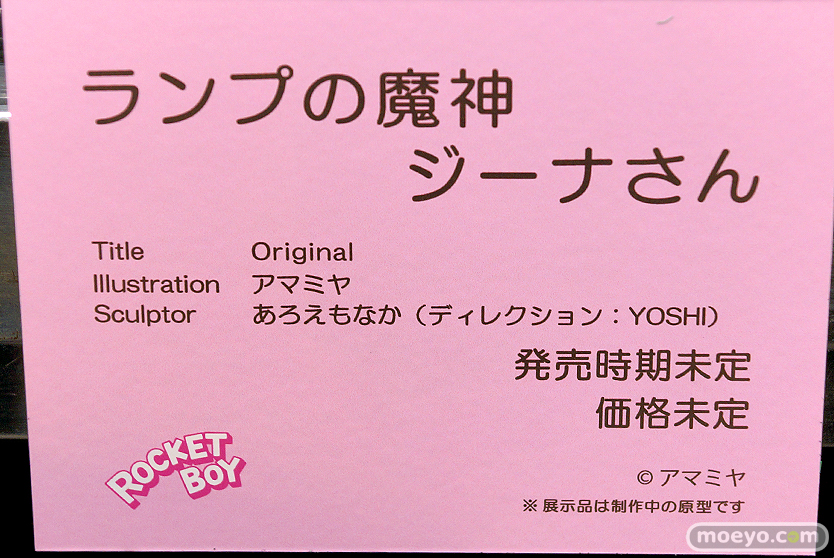 ランプの魔神
ジーナさん
Title Original
Illustration アマミヤ
Sculptor あろえもなか（ディレクション：YOSHI）
発売時期未定
価格未定
ROCKET
BOY
© アマミヤ
※ 展示品は制作中の原型です
moeyo.com